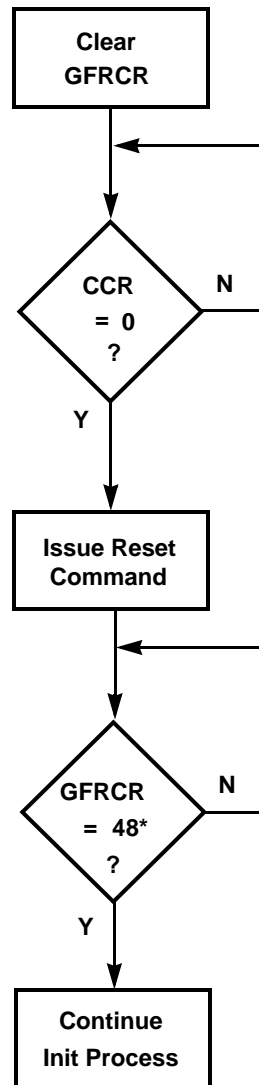 Clear
GFRCR
CCR
= 0
?
N
Y
Issue Reset
Command
GFRCR
= 48*
?
N
Y
Continue
Init Process